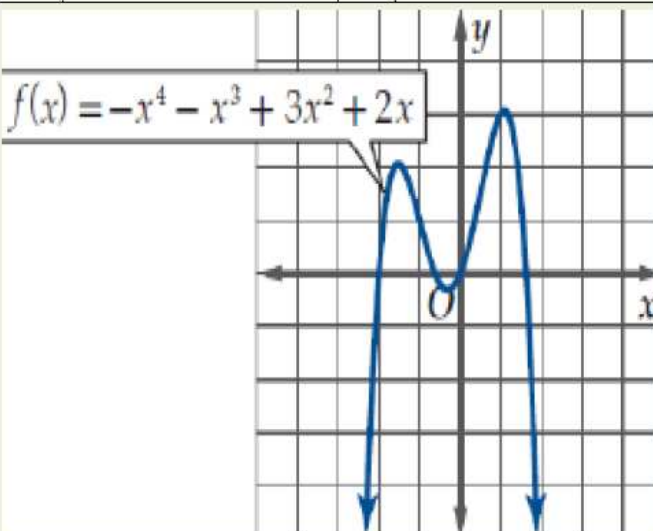 y
f(x) = −x⁴ − x³ + 3x² + 2x
O
x